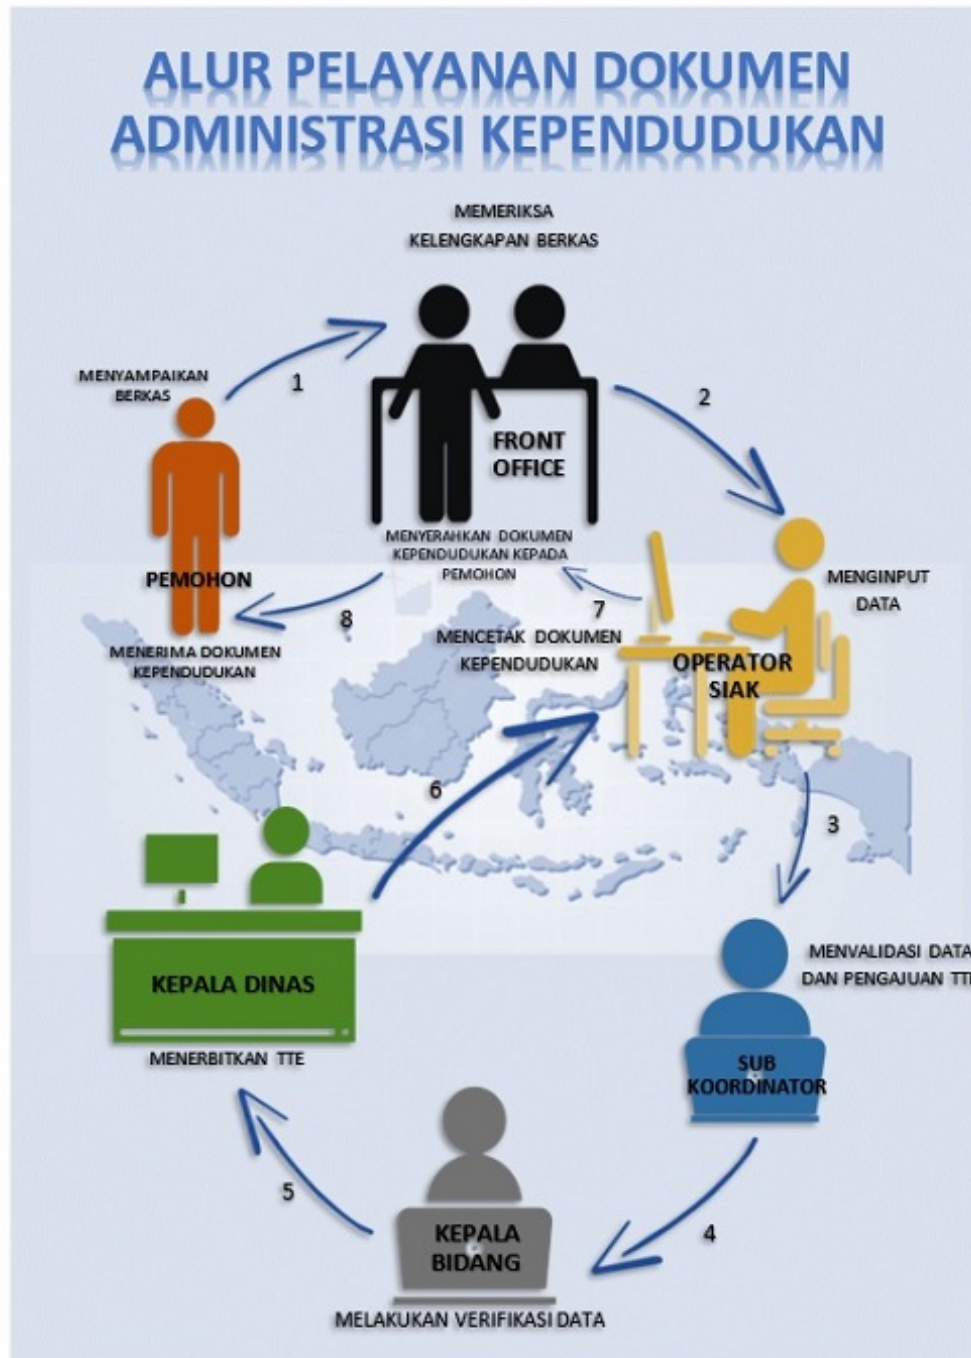 ALUR PELAYANAN DOKUMEN
ADMINISTRASI KEPENDUDUKAN
MEMERIKSA
KELENGKAPAN BERKAS
MENYAMPAIKAN
BERKAS
1
2
FRONT
OFFICE
PEMOHON
MENYERAHKAN DOKUMEN
KEPENDUDUKAN KEPADA
PEMOHON
MENGINPUT
DATA
8
7
MENERIMA DOKUMEN
KEPENDUDUKAN
MENCETAK DOKUMEN
KEPENDUDUKAN
OPERATOR
SIAK
6
3
KEPALA DINAS
MENERBITKAN TTE
MENVALIDASI DATA
DAN PENGAJUAN TTE
SUB
KOORDINATOR
5
4
KEPALA
BIDANG
MELAKUKAN VERIFIKASI DATA